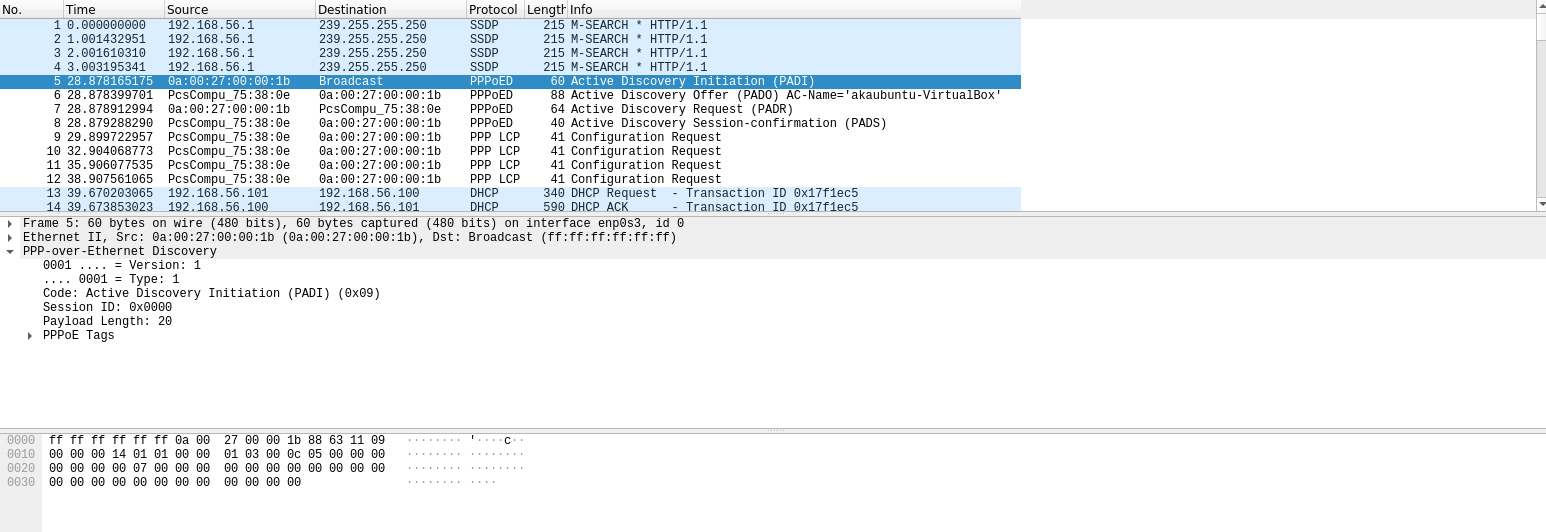 No. Time Source Destination Protocol Length Info
1 0.000000000 192.168.56.1 239.255.255.250 SSDP 215 M-SEARCH * HTTP/1.1
2 1.001432951 192.168.56.1 239.255.255.250 SSDP 215 M-SEARCH * HTTP/1.1
3 2.001610310 192.168.56.1 239.255.255.250 SSDP 215 M-SEARCH * HTTP/1.1
4 3.003195341 192.168.56.1 239.255.255.250 SSDP 215 M-SEARCH * HTTP/1.1
5 28.878165175 0a:00:27:00:00:1b Broadcast PPPoED 60 Active Discovery Initiation (PADI)
6 28.878399701 PcsCompu_75:38:0e 0a:00:27:00:00:1b PPPoED 88 Active Discovery Offer (PADO) AC-Name='akaubuntu-VirtualBox'
7 28.878912994 0a:00:27:00:00:1b PcsCompu_75:38:0e PPPoED 64 Active Discovery Request (PADR)
8 28.879288290 PcsCompu_75:38:0e 0a:00:27:00:00:1b PPPoED 40 Active Discovery Session-confirmation (PADS)
9 29.899722957 PcsCompu_75:38:0e 0a:00:27:00:00:1b PPP LCP 41 Configuration Request
10 32.904068773 PcsCompu_75:38:0e 0a:00:27:00:00:1b PPP LCP 41 Configuration Request
11 35.906077535 PcsCompu_75:38:0e 0a:00:27:00:00:1b PPP LCP 41 Configuration Request
12 38.907561065 PcsCompu_75:38:0e 0a:00:27:00:00:1b PPP LCP 41 Configuration Request
13 39.670203065 192.168.56.101 192.168.56.100 DHCP 340 DHCP Request - Transaction ID 0x17f1ec5
14 39.673853023 192.168.56.100 192.168.56.101 DHCP 590 DHCP ACK - Transaction ID 0x17f1ec5
Frame 5: 60 bytes on wire (480 bits), 60 bytes captured (480 bits) on interface enp0s3, id 0
Ethernet II, Src: 0a:00:27:00:00:1b (0a:00:27:00:00:1b), Dst: Broadcast (ff:ff:ff:ff:ff:ff)
PPP-over-Ethernet Discovery
0001 .... = Version: 1
.... 0001 = Type: 1
Code: Active Discovery Initiation (PADI) (0x09)
Session ID: 0x0000
Payload Length: 20
PPPoE Tags
0000 ff ff ff ff ff ff 0a 00 27 00 00 1b 88 63 11 09 ········ '····c··
0010 00 00 00 14 01 01 00 00 01 03 00 0c 05 00 00 00 ········ ········
0020 00 00 00 00 07 00 00 00 00 00 00 00 00 00 00 00 ········ ········
0030 00 00 00 00 00 00 00 00 00 00 00 00 ········ ····